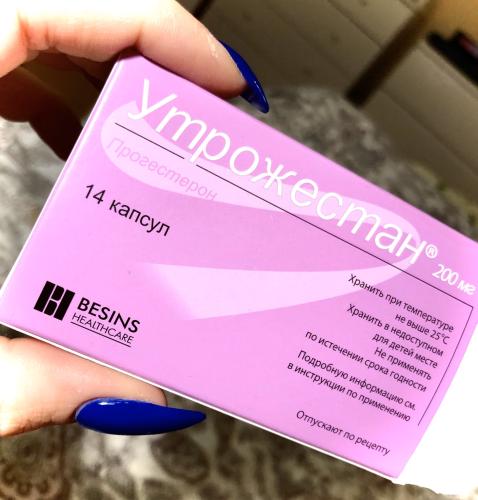 Утрожестан® 200 мг
Прогестерон
14 капсул
BESINS
HEALTHCARE
Хранить при температуре
не выше 25°C
Хранить в недоступном
для детей месте
Не применять
по истечении срока годности
Подробную информацию см.
в инструкции по применению
Отпускают по рецепту